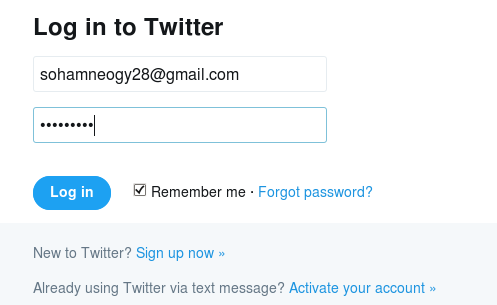 Log in to Twitter
sohamneogy28@gmail.com
•••••••••
Log in Remember me · Forgot password?
New to Twitter? Sign up now »
Already using Twitter via text message? Activate your account »